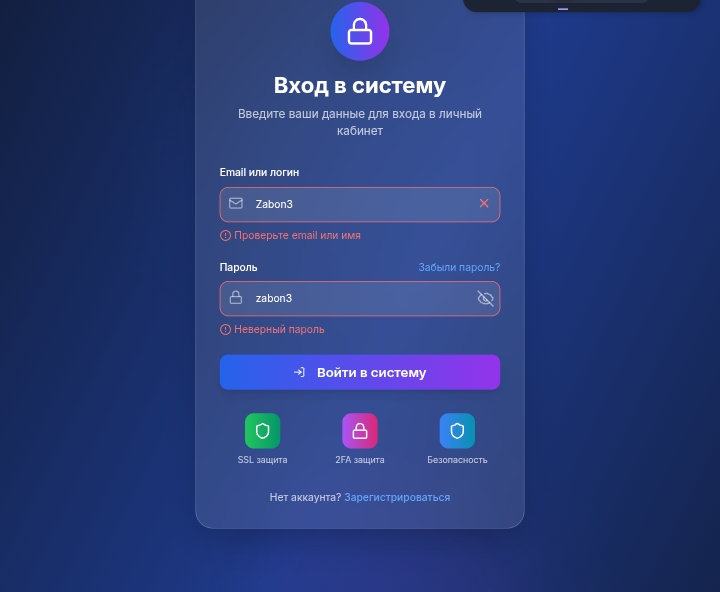 Вход в систему
Введите ваши данные для входа в личный
кабинет
Email или логин
Zabon3
Проверьте email или имя
Пароль
Забыли пароль?
zabon3
Неверный пароль
Войти в систему
SSL защита
2FA защита
Безопасность
Нет аккаунта? Зарегистрироваться